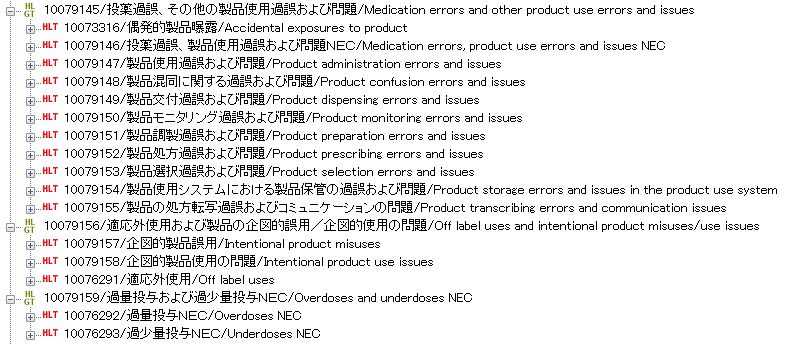 HLGT 10079145/投薬過誤、その他の製品使用過誤および問題/Medication errors and other product use errors and issues
HLT 10073316/偶発的製品曝露/Accidental exposures to product
HLT 10079146/投薬過誤、製品使用過誤および問題NEC/Medication errors, product use errors and issues NEC
HLT 10079147/製品使用過誤および問題/Product administration errors and issues
HLT 10079148/製品混同に関する過誤および問題/Product confusion errors and issues
HLT 10079149/製品交付過誤および問題/Product dispensing errors and issues
HLT 10079150/製品モニタリング過誤および問題/Product monitoring errors and issues
HLT 10079151/製品調製過誤および問題/Product preparation errors and issues
HLT 10079152/製品処方過誤および問題/Product prescribing errors and issues
HLT 10079153/製品選択過誤および問題/Product selection errors and issues
HLT 10079154/製品使用システムにおける製品保管の過誤および問題/Product storage errors and issues in the product use system
HLT 10079155/製品の処方転写過誤およびコミュニケーションの問題/Product transcribing errors and communication issues
HLGT 10079156/適応外使用および製品の企図的誤用／企図的使用の問題/Off label uses and intentional product misuses/use issues
HLT 10079157/企図的製品誤用/Intentional product misuses
HLT 10079158/企図的製品使用の問題/Intentional product use issues
HLT 10076291/適応外使用/Off label uses
HLGT 10079159/過量投与および過少量投与NEC/Overdoses and underdoses NEC
HLT 10076292/過量投与NEC/Overdoses NEC
HLT 10076293/過少量投与NEC/Underdoses NEC